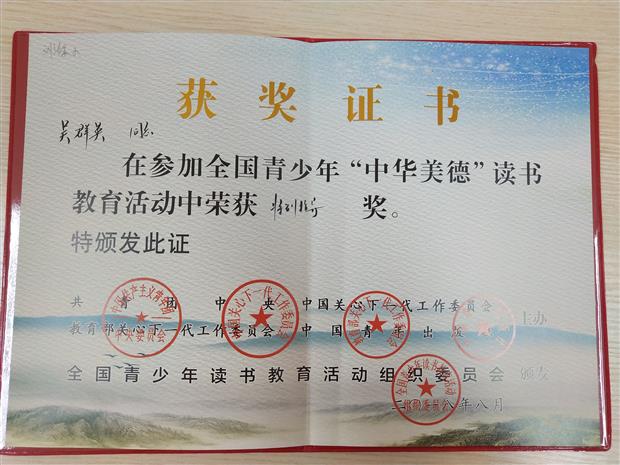 获奖证书
吴群英 同志
在参加全国青少年“中华美德”读书
教育活动中荣获 特别指导 奖。
特颁发此证
共青团中央 中国关心下一代工作委员会
教育部关心下一代工作委员会 中国青年出版 主办
全国青少年读书教育活动组织委员会 颁发
八年八月